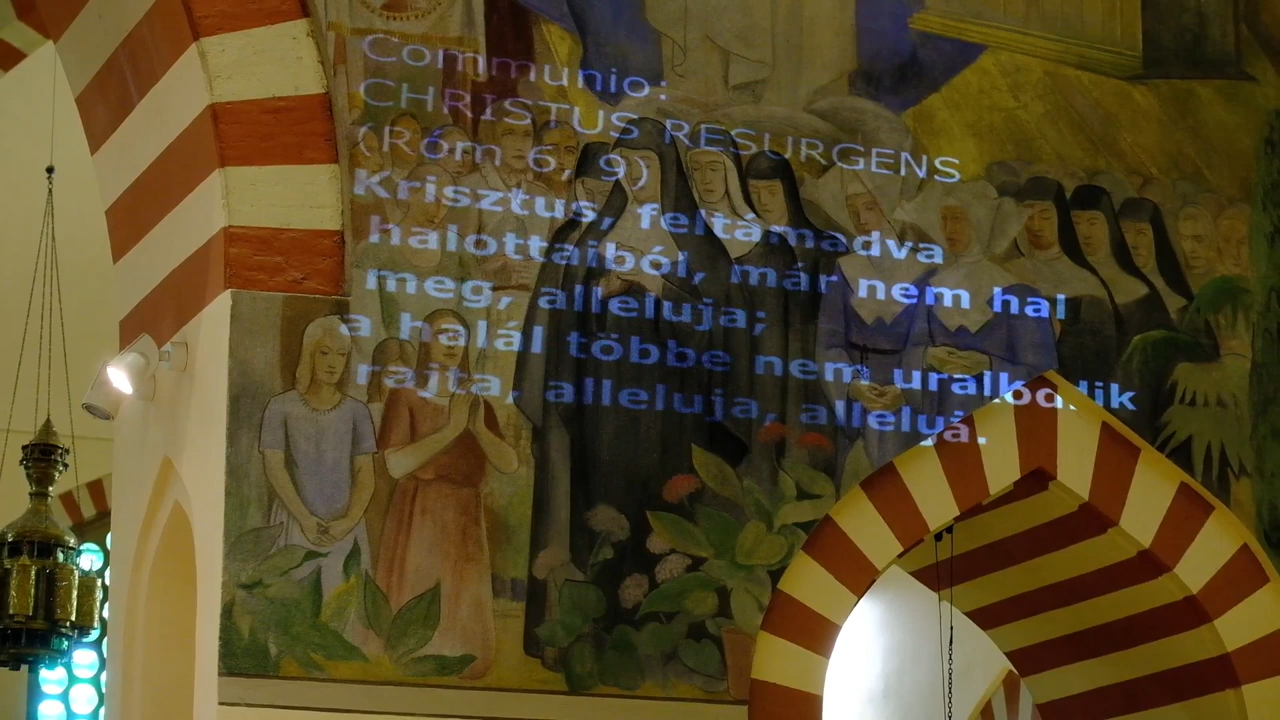 Communio:
CHRISTUS RESURGENS
(Róm 6, 9)
Krisztus, feltámadva
halottaiból, már nem hal
meg, alleluja;
a halál többe nem uralkodik
rajta, alleluja, alleluja.